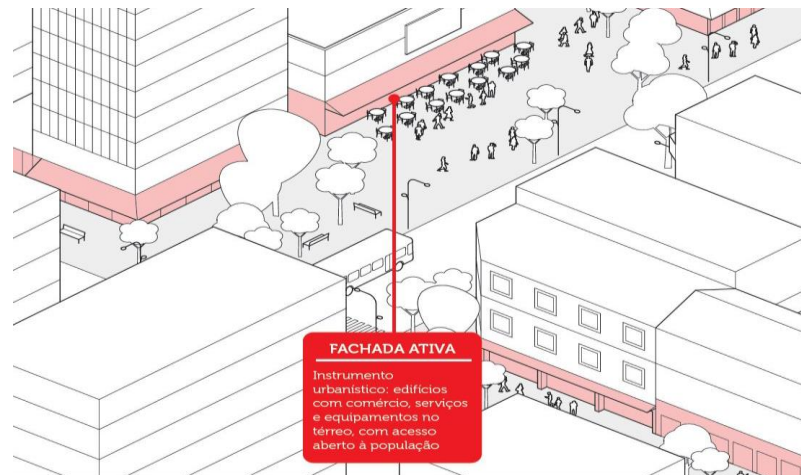 FACHADA ATIVA
Instrumento
urbanístico: edifícios
com comércio, serviços
e equipamentos no
térreo, com acesso
aberto à população